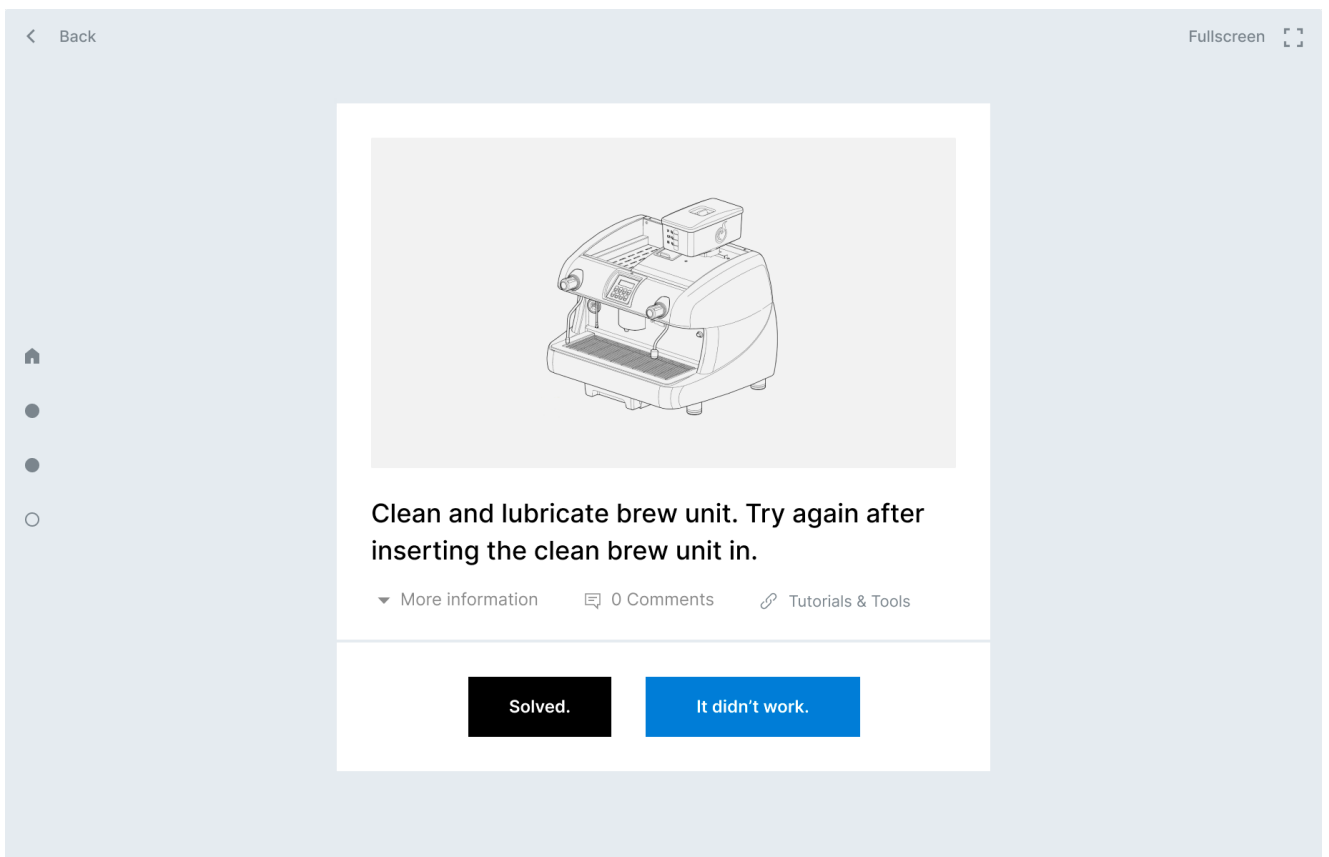 Back
Fullscreen
Clean and lubricate brew unit. Try again after
inserting the clean brew unit in.
More information
0 Comments
Tutorials & Tools
Solved.
It didn’t work.